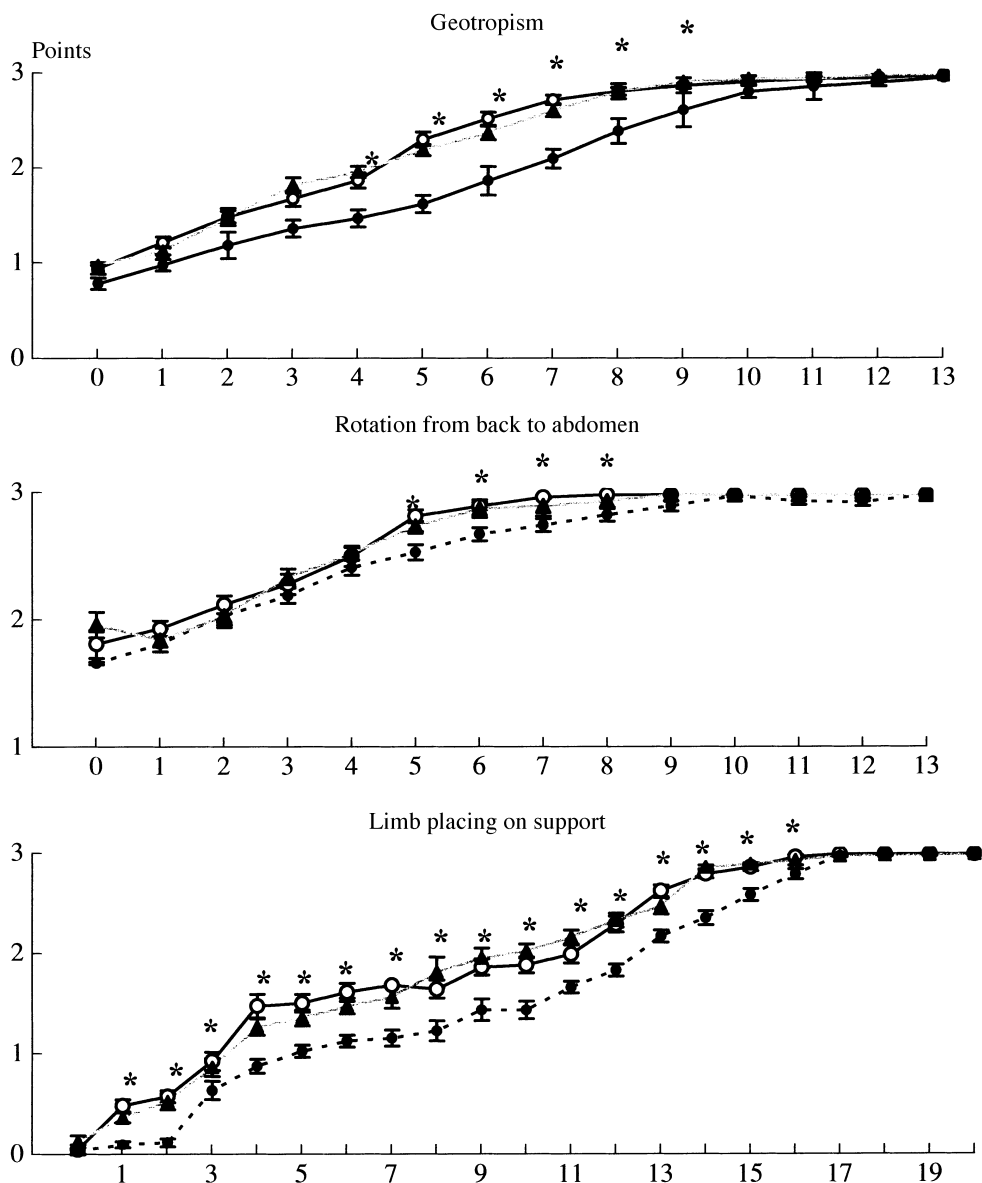 Geotropism
Points
*
*
*
*
*
*
3
2
1
0
0 1 2 3 4 5 6 7 8 9 10 11 12 13
Rotation from back to abdomen
* * * *
3
2
1
0 1 2 3 4 5 6 7 8 9 10 11 12 13
Limb placing on support
* * * * * * * * * * * * * * * *
3
2
1
0
1 3 5 7 9 11 13 15 17 19